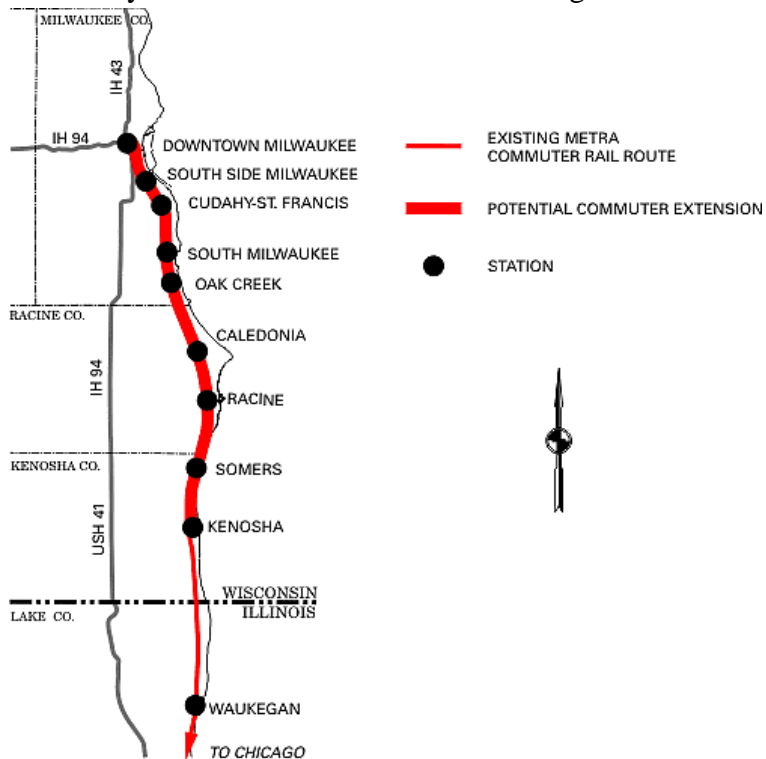 MILWAUKEE CO.
IH 43
IH 94
DOWNTOWN MILWAUKEE
SOUTH SIDE MILWAUKEE
CUDAHY-ST. FRANCIS
SOUTH MILWAUKEE
OAK CREEK
RACINE CO.
CALEDONIA
IH 94
RACINE
KENOSHA CO.
SOMERS
USH 41
KENOSHA
WISCONSIN
ILLINOIS
LAKE CO.
WAUKEGAN
TO CHICAGO
EXISTING METRA
COMMUTER RAIL ROUTE
POTENTIAL COMMUTER EXTENSION
STATION